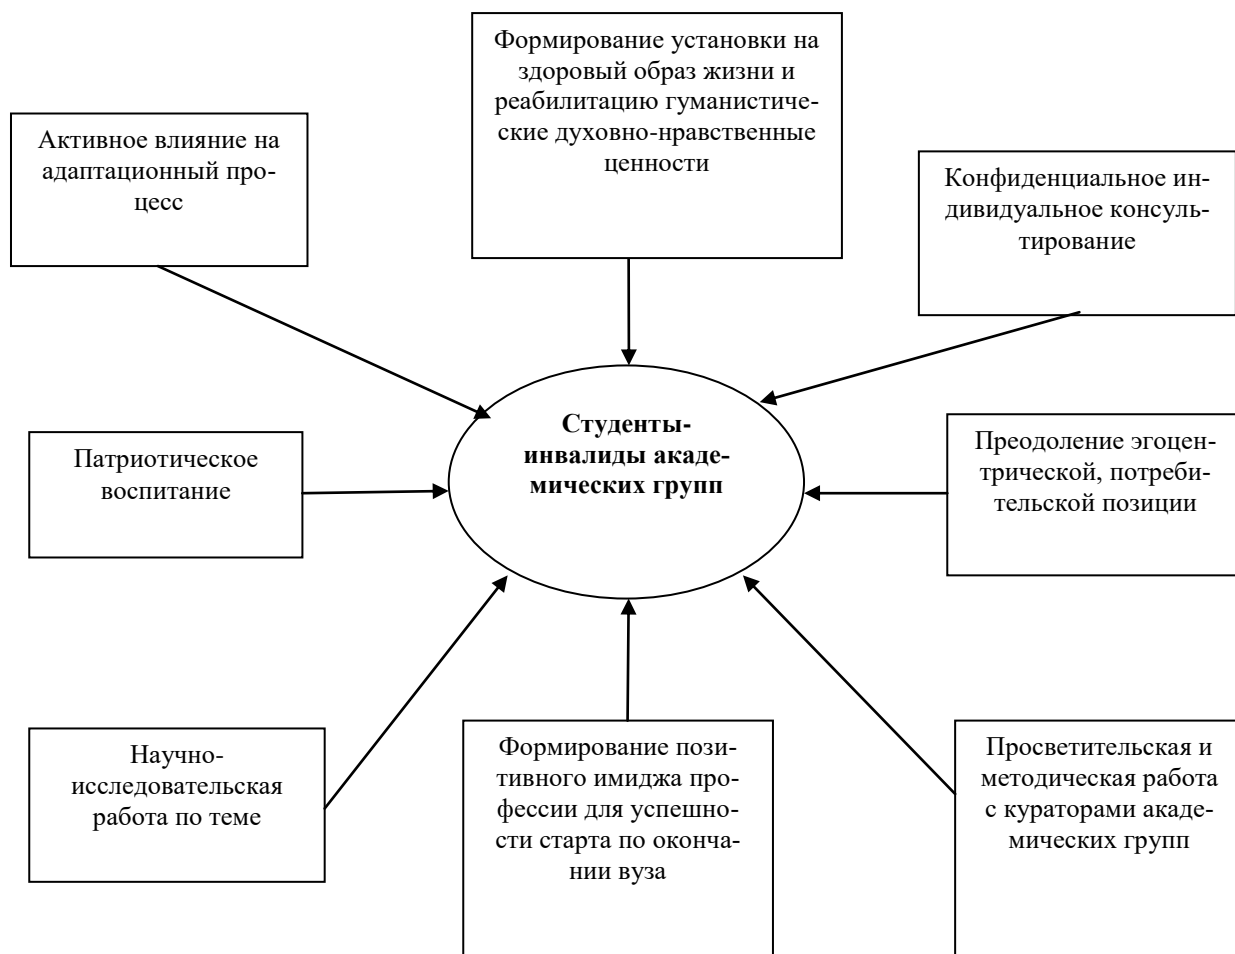 Формирование установки на
здоровый образ жизни и
реабилитацию гуманистиче-
ские духовно-нравственные
ценности
Активное влияние на
адаптационный про-
цесс
Конфиденциальное ин-
дивидуальное консуль-
тирование
Студенты-
инвалиды акаде-
мических групп
Патриотическое
воспитание
Преодоление эгоцен-
трической, потреби-
тельской позиции
Научно-
исследовательская
работа по теме
Формирование пози-
тивного имиджа про-
фессии для успешно-
сти старта по оконча-
нии вуза
Просветительская и
методическая работа
с кураторами акаде-
мических групп